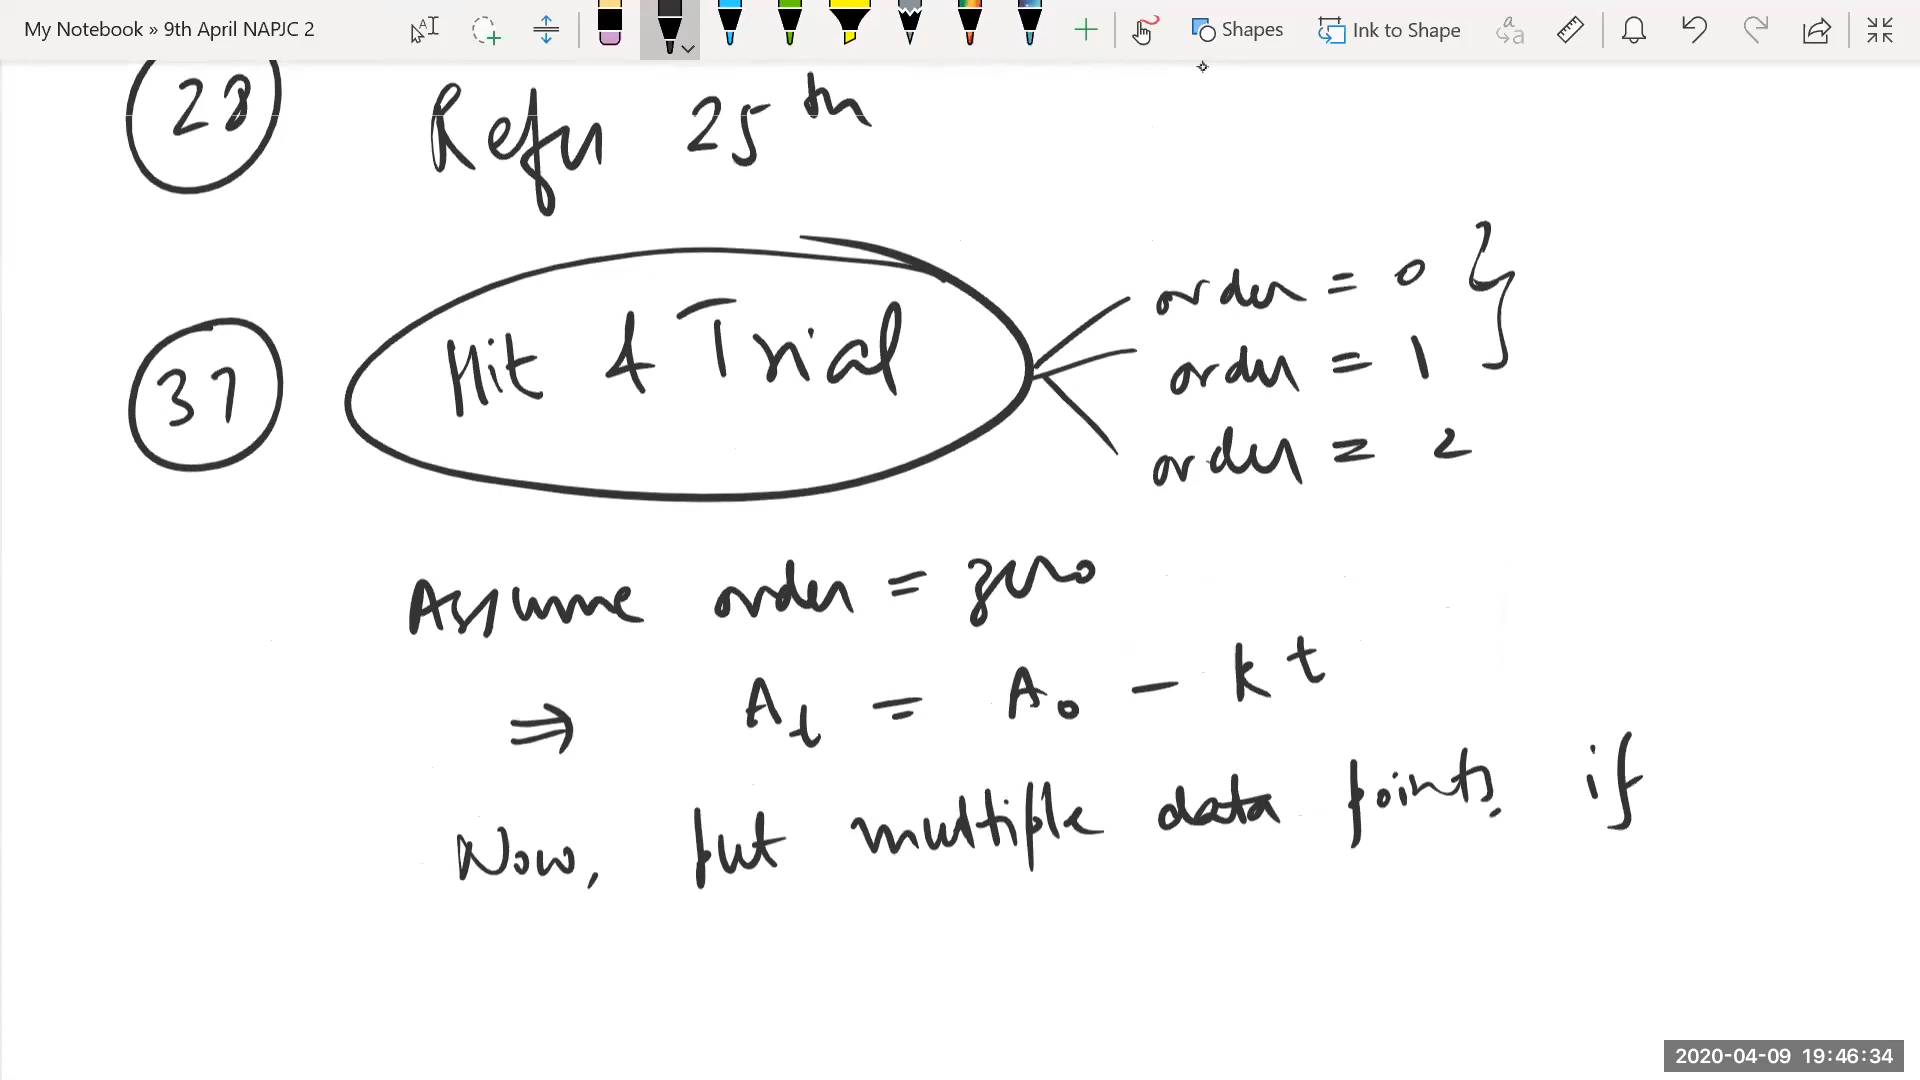 My Notebook » 9th April NAPJC 2
Shapes
Ink to Shape
28 Refer 25th
37 Hit & Trial
order = 0
order = 1
order = 2
Assume order = zero
⇒ At = A0 - kt
Now, put multiple data points if
2020-04-09 19:46:34